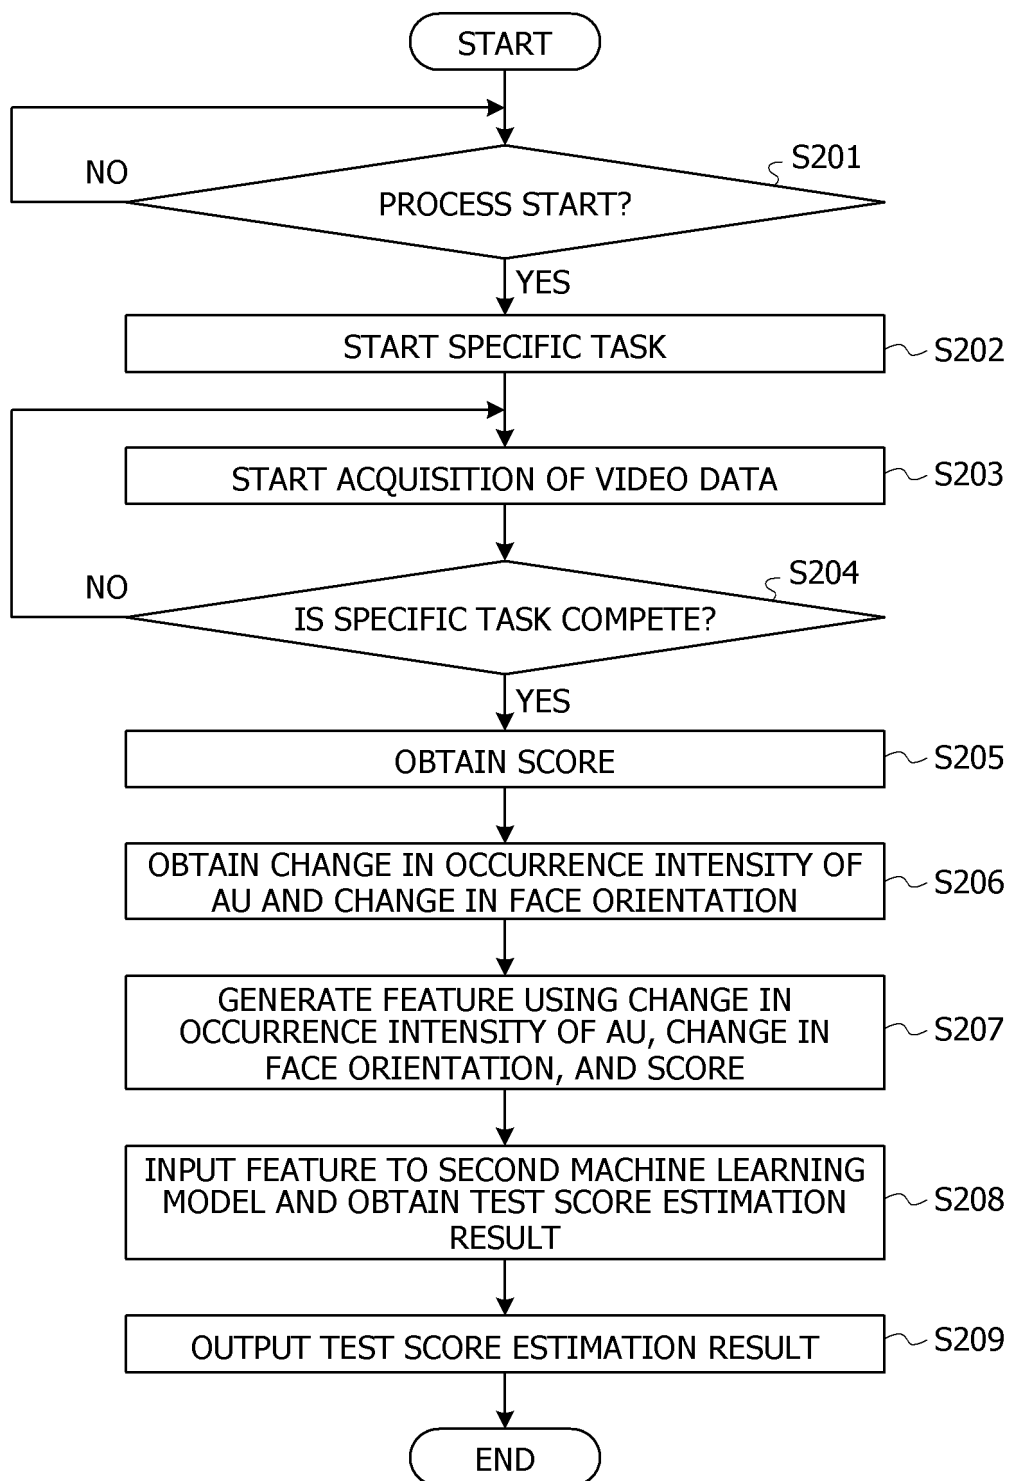 START
NO
S201
PROCESS START?
YES
START SPECIFIC TASK
S202
START ACQUISITION OF VIDEO DATA
S203
NO
S204
IS SPECIFIC TASK COMPETE?
YES
OBTAIN SCORE
S205
OBTAIN CHANGE IN OCCURRENCE INTENSITY OF
AU AND CHANGE IN FACE ORIENTATION
S206
GENERATE FEATURE USING CHANGE IN
OCCURRENCE INTENSITY OF AU, CHANGE IN
FACE ORIENTATION, AND SCORE
S207
INPUT FEATURE TO SECOND MACHINE LEARNING
MODEL AND OBTAIN TEST SCORE ESTIMATION
RESULT
S208
OUTPUT TEST SCORE ESTIMATION RESULT
S209
END